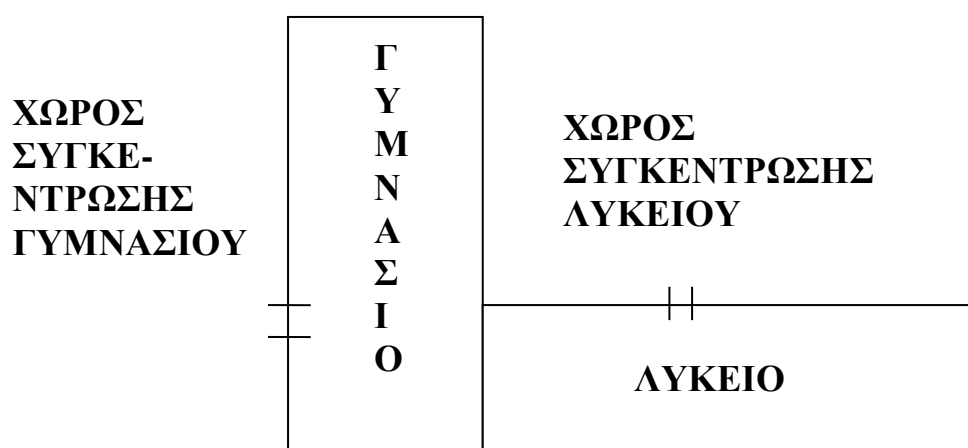 ΧΩΡΟΣ
ΣΥΓΚΕ-
ΝΤΡΩΣΗΣ
ΓΥΜΝΑΣΙΟΥ
Γ
Υ
Μ
Ν
Α
Σ
Ι
Ο
ΧΩΡΟΣ
ΣΥΓΚΕΝΤΡΩΣΗΣ
ΛΥΚΕΙΟΥ
ΛΥΚΕΙΟ